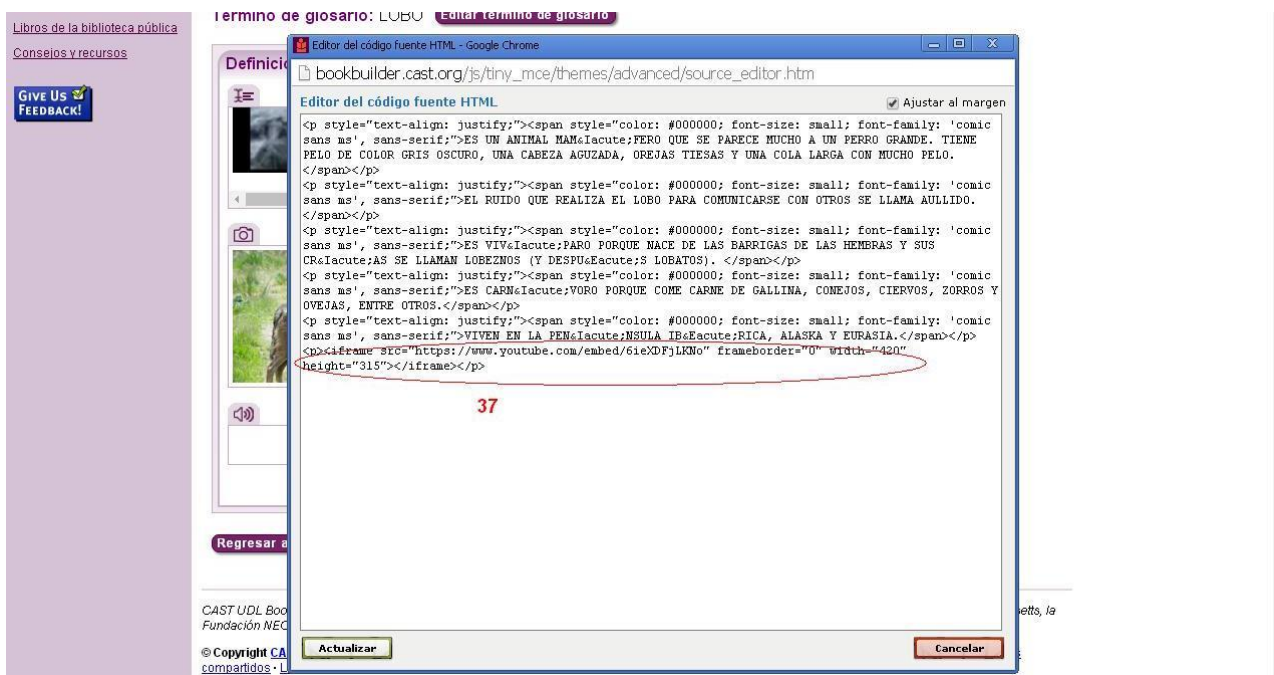 Término de glosario: LOBO Editar término de glosario
Libros de la biblioteca pública
Consejos y recursos
GIVE US
FEEDBACK!
Editor del código fuente HTML - Google Chrome
bookbuilder.cast.org/js/tiny_mce/themes/advanced/source_editor.htm
Editor del código fuente HTML
Ajustar al margen
<p style="text-align: justify;"><span style="color: #000000; font-size: small; font-family: 'comic
sans ms', sans-serif;">ES UN ANIMAL MAM&Iacute;FERO QUE SE PARECE MUCHO A UN PERRO GRANDE. TIENE
PELO DE COLOR GRIS OSCURO, UNA CABEZA AGUZADA, OREJAS TIESAS Y UNA COLA LARGA CON MUCHO PELO.
</span></p>
<p style="text-align: justify;"><span style="color: #000000; font-size: small; font-family: 'comic
sans ms', sans-serif;">EL RUIDO QUE REALIZA EL LOBO PARA COMUNICARSE CON OTROS SE LLAMA AULLIDO.
</span></p>
<p style="text-align: justify;"><span style="color: #000000; font-size: small; font-family: 'comic
sans ms', sans-serif;">ES VIV&Iacute;PARO PORQUE NACE DE LAS BARRIGAS DE LAS HEMBRAS Y SUS
CR&Iacute;AS SE LLAMAN LOBEZNOS (Y DESPU&Eacute;S LOBATOS). </span></p>
<p style="text-align: justify;"><span style="color: #000000; font-size: small; font-family: 'comic
sans ms', sans-serif;">ES CARN&Iacute;VORO PORQUE COME CARNE DE GALLINA, CONEJOS, CIERVOS, ZORROS Y
OVEJAS, ENTRE OTROS.</span></p>
<p style="text-align: justify;"><span style="color: #000000; font-size: small; font-family: 'comic
sans ms', sans-serif;">VIVEN EN LA PEN&Iacute;NSULA IB&Eacute;RICA, ALASKA Y EURASIA.</span></p>
<p><iframe src="https://www.youtube.com/embed/6ieXDFjLKNo" frameborder="0" width="420"
height="315"></iframe></p>
37
Regresar a
CAST UDL Boo
setts, la
Fundación NEC
Actualizar
Cancelar
© Copyright CA
compartidos · L